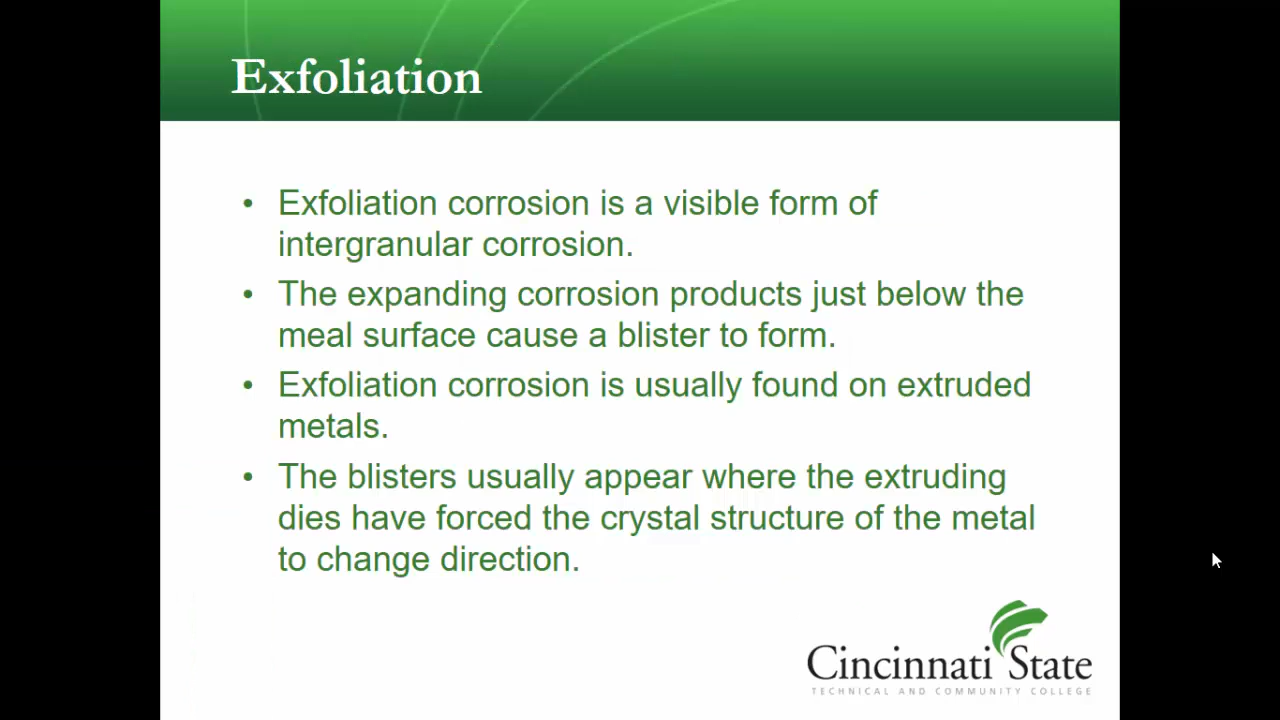 Exfoliation
• Exfoliation corrosion is a visible form of
intergranular corrosion.
• The expanding corrosion products just below the
meal surface cause a blister to form.
• Exfoliation corrosion is usually found on extruded
metals.
• The blisters usually appear where the extruding
dies have forced the crystal structure of the metal
to change direction.
Cincinnati State
TECHNICAL AND COMMUNITY COLLEGE